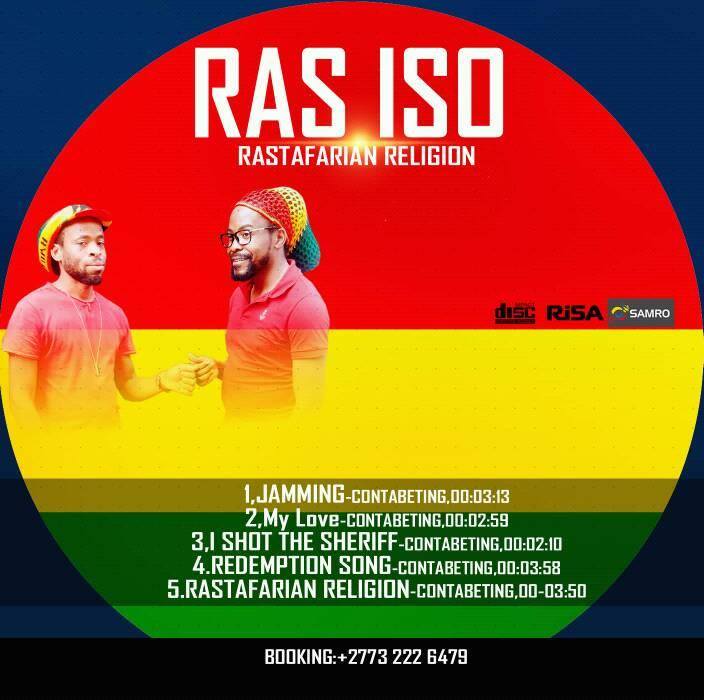 RAS ISO
RASTAFARIAN RELIGION
disc RiSA SAMRO
1,JAMMING-CONTABETING,00:03:13
2,My Love-CONTABETING,00:02:59
3,I SHOT THE SHERIFF-CONTABETING,00:02:10
4.REDEMPTION SONG-CONTABETING,00:03:58
5.RASTAFARIAN RELIGION-CONTABETING,00-03:50
BOOKING:+2773 222 6479